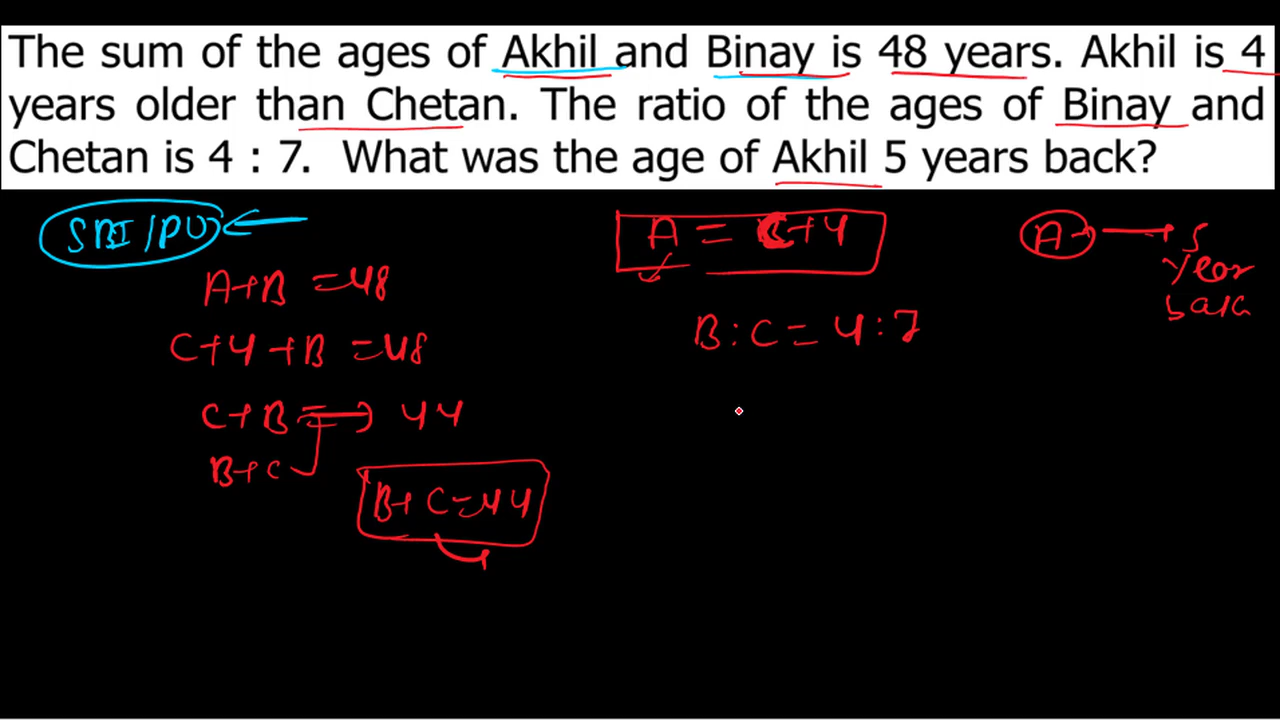 The sum of the ages of Akhil and Binay is 48 years. Akhil is 4
years older than Chetan. The ratio of the ages of Binay and
Chetan is 4 : 7. What was the age of Akhil 5 years back?
SBI/PO
A = C+4
A → 5
year
back
A+B = 48
C+4+B = 48
B:C = 4:7
C+B = 44
B+C
B+C=44